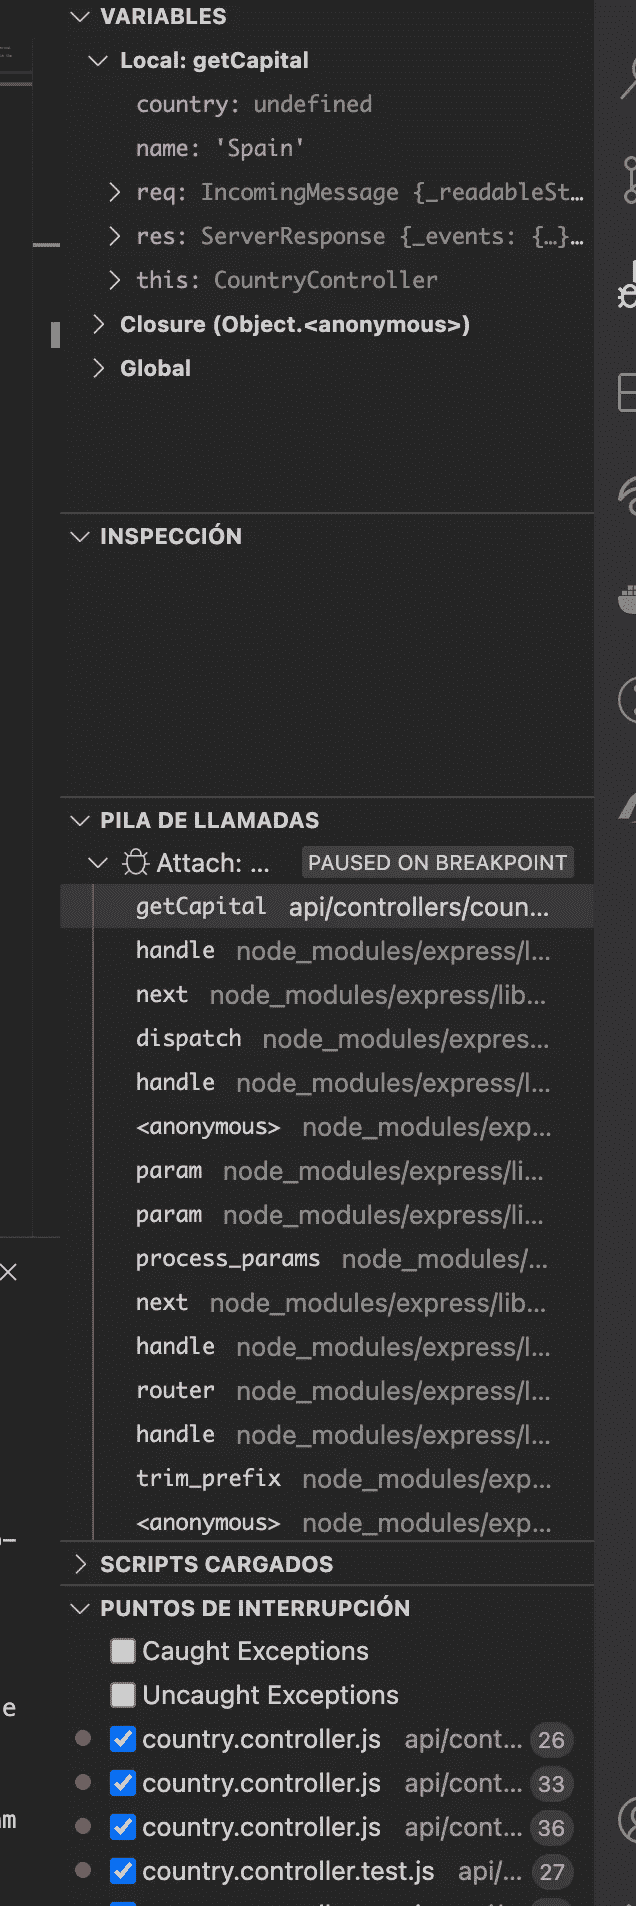 VARIABLES
Local: getCapital
country: undefined
name: 'Spain'
req: IncomingMessage {_readableSt…
res: ServerResponse {_events: {…}…
this: CountryController
Closure (Object.<anonymous>)
Global
INSPECCIÓN
PILA DE LLAMADAS
Attach: ... PAUSED ON BREAKPOINT
getCapital api/controllers/coun...
handle node_modules/express/l...
next node_modules/express/lib...
dispatch node_modules/expres...
handle node_modules/express/l...
<anonymous> node_modules/exp...
param node_modules/express/li...
param node_modules/express/li...
process_params node_modules/...
next node_modules/express/lib...
handle node_modules/express/l...
router node_modules/express/l...
handle node_modules/express/l...
trim_prefix node_modules/exp...
<anonymous> node_modules/exp...
SCRIPTS CARGADOS
PUNTOS DE INTERRUPCIÓN
Caught Exceptions
Uncaught Exceptions
e
country.controller.js api/cont... 26
country.controller.js api/cont... 33
country.controller.js api/cont... 36
country.controller.test.js api/... 27